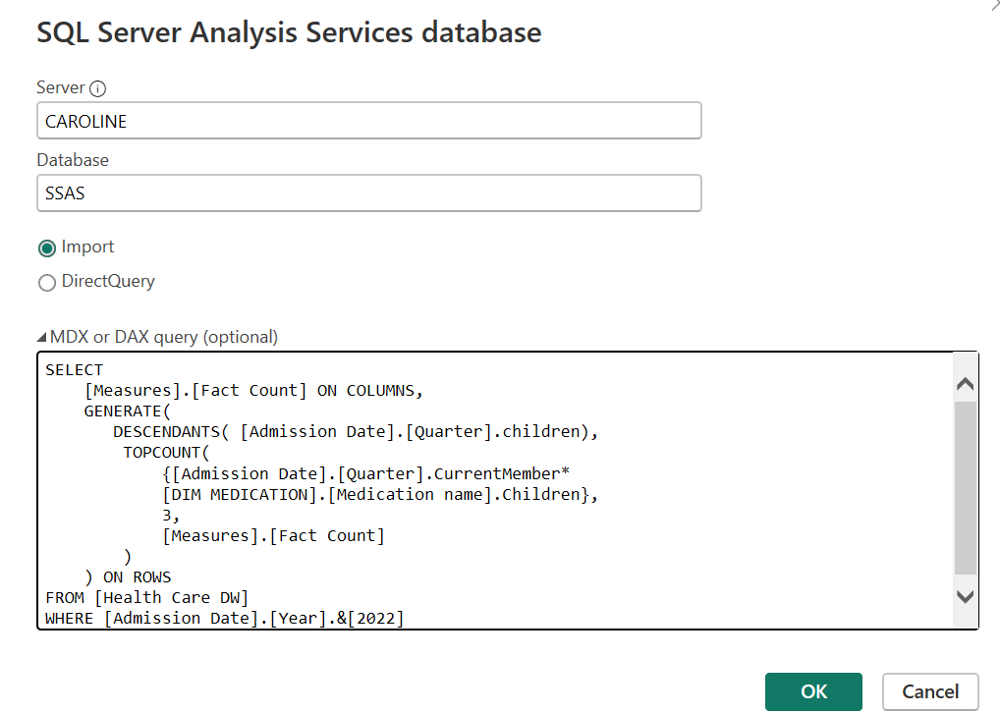 SQL Server Analysis Services database
Server
CAROLINE
Database
SSAS
Import
DirectQuery
MDX or DAX query (optional)
SELECT
    [Measures].[Fact Count] ON COLUMNS,
    GENERATE(
       DESCENDANTS( [Admission Date].[Quarter].children),
        TOPCOUNT(
            {[Admission Date].[Quarter].CurrentMember*
            [DIM MEDICATION].[Medication name].Children},
            3,
            [Measures].[Fact Count]
        )
    ) ON ROWS
FROM [Health Care DW]
WHERE [Admission Date].[Year].&[2022]
OK
Cancel